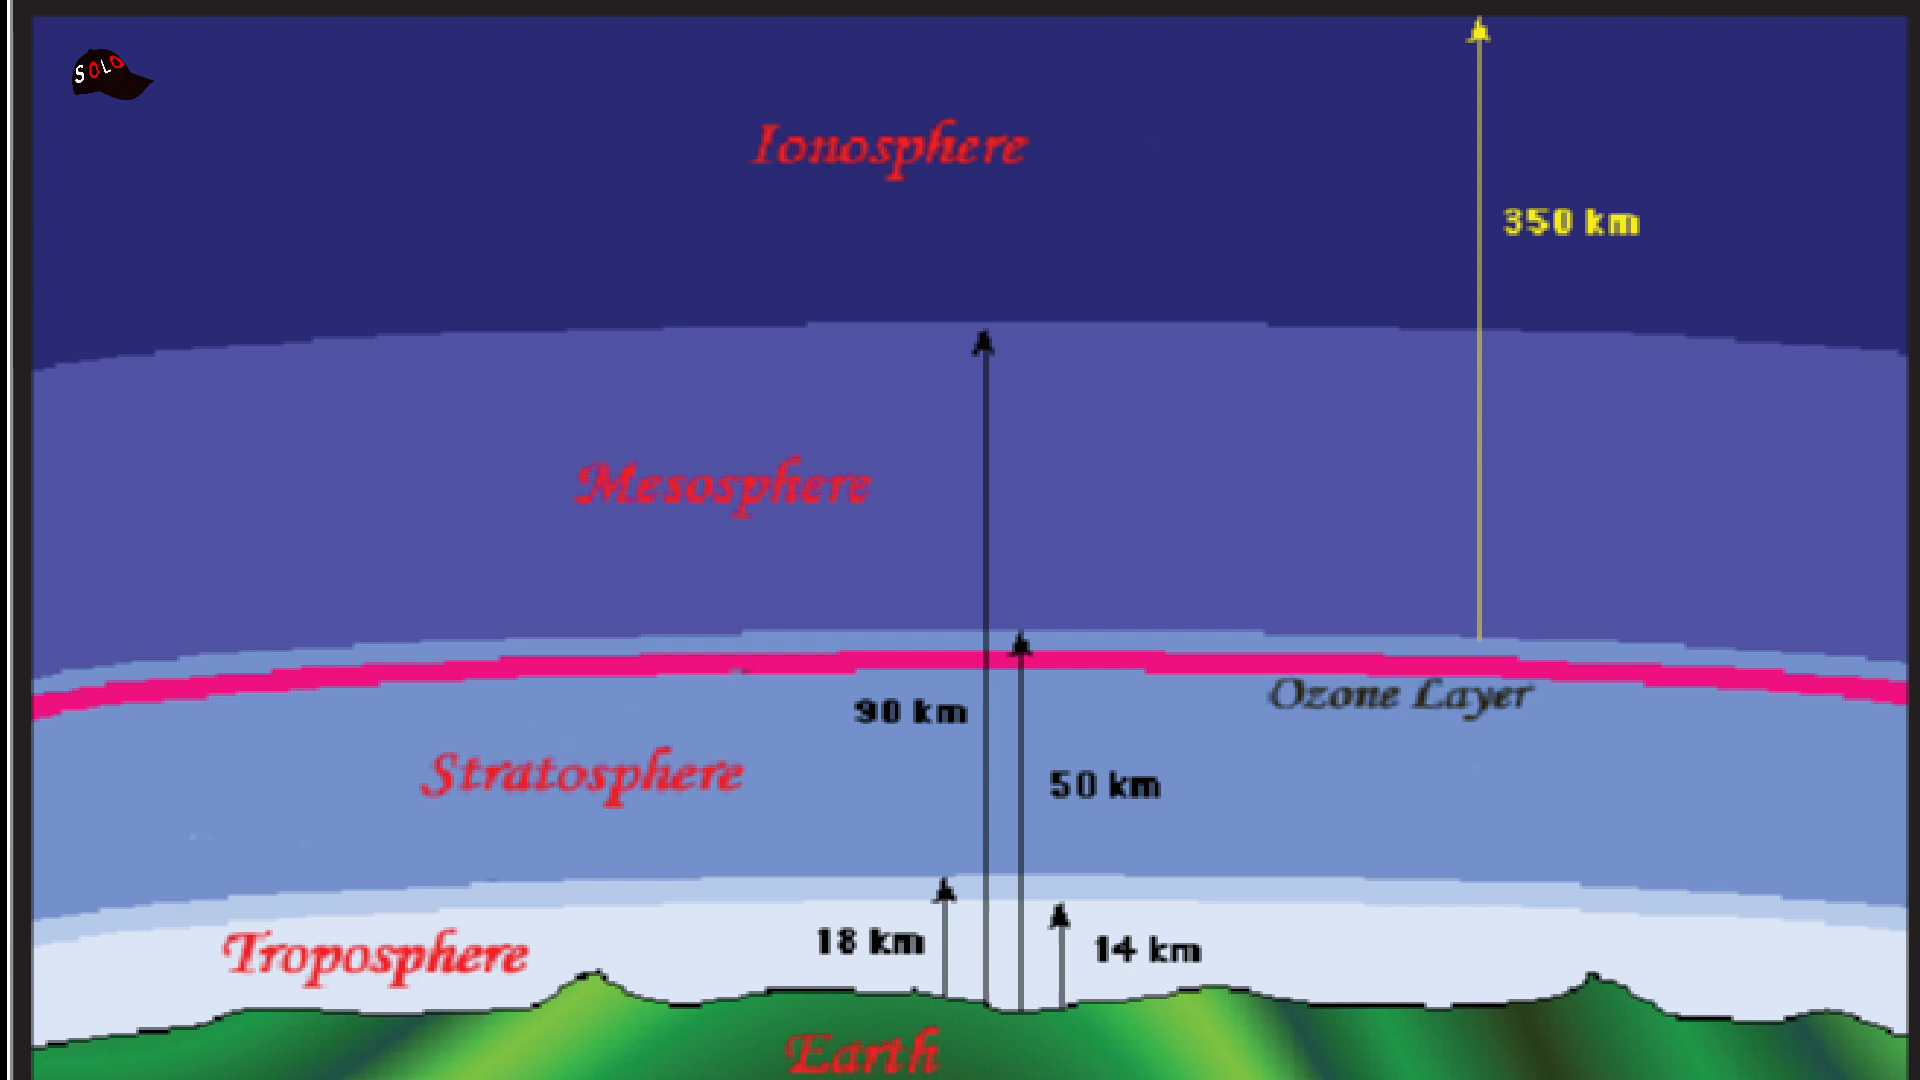 SOLO
Ionosphere
350 km
Mesosphere
Ozone Layer
90 km
Stratosphere
50 km
18 km
14 km
Troposphere
Earth